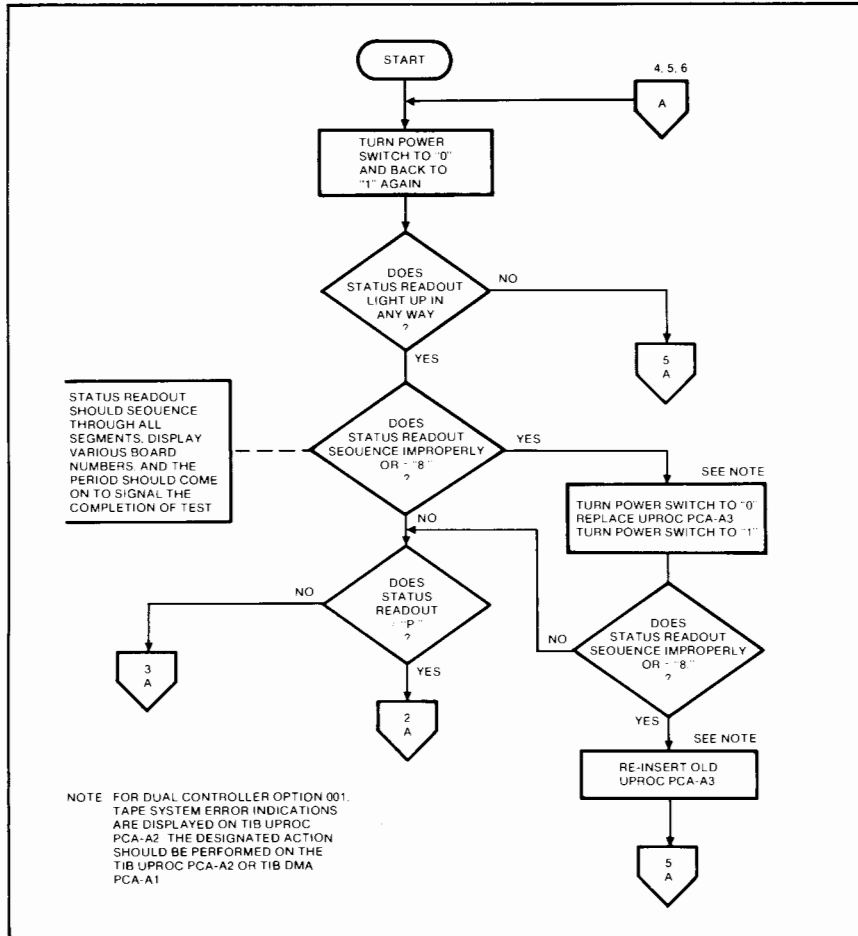 START
4, 5, 6
A
TURN POWER
SWITCH TO "0"
AND BACK TO
"1" AGAIN
DOES
STATUS READOUT
LIGHT UP IN
ANY WAY
?
NO
5
A
YES
STATUS READOUT
SHOULD SEQUENCE
THROUGH ALL
SEGMENTS, DISPLAY
VARIOUS BOARD
NUMBERS, AND THE
PERIOD SHOULD COME
ON TO SIGNAL THE
COMPLETION OF TEST
DOES
STATUS READOUT
SEQUENCE IMPROPERLY
OR = "8."
?
YES
SEE NOTE
TURN POWER SWITCH TO "0"
REPLACE UPROC PCA-A3
TURN POWER SWITCH TO "1"
NO
DOES
STATUS
READOUT
= "P."
?
NO
3
A
YES
2
A
DOES
STATUS READOUT
SEQUENCE IMPROPERLY
OR = "8."
?
NO
YES
SEE NOTE
RE-INSERT OLD
UPROC PCA-A3
5
A
NOTE FOR DUAL CONTROLLER OPTION 001,
TAPE SYSTEM ERROR INDICATIONS
ARE DISPLAYED ON TIB UPROC
PCA-A2 THE DESIGNATED ACTION
SHOULD BE PERFORMED ON THE
TIB UPROC PCA-A2 OR TIB DMA
PCA-A1